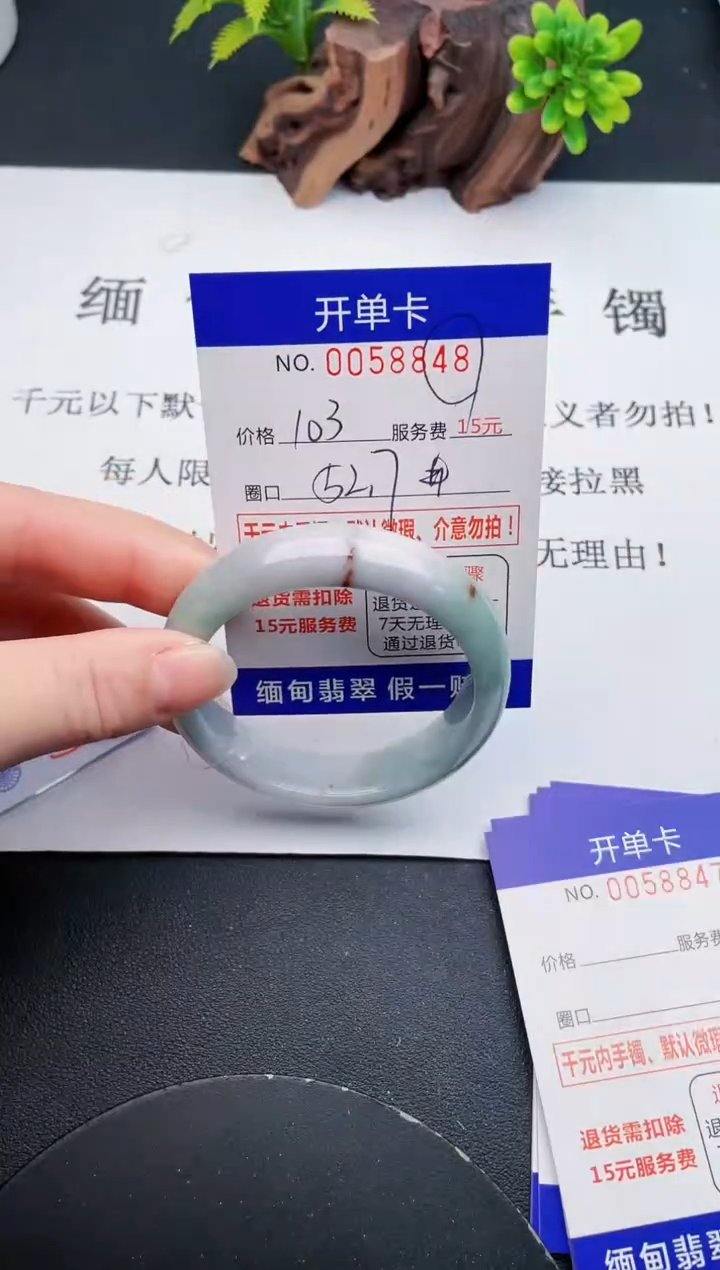 缅
手 镯
千元以下默
义者勿拍！
每人限
接拉黑
无理由！
开单卡
NO. 0058848
价格 103 服务费 15元
圈口 52.7
千元内手镯、默认微瑕、介意勿拍！
骤
退货需扣除
15元服务费
7天无理
通过退货
缅甸翡翠 假一赔
开单卡
NO. 0058847
价格 服务费
圈口
千元内手镯、默认微瑕
退货需扣除
15元服务费
缅甸翡翠